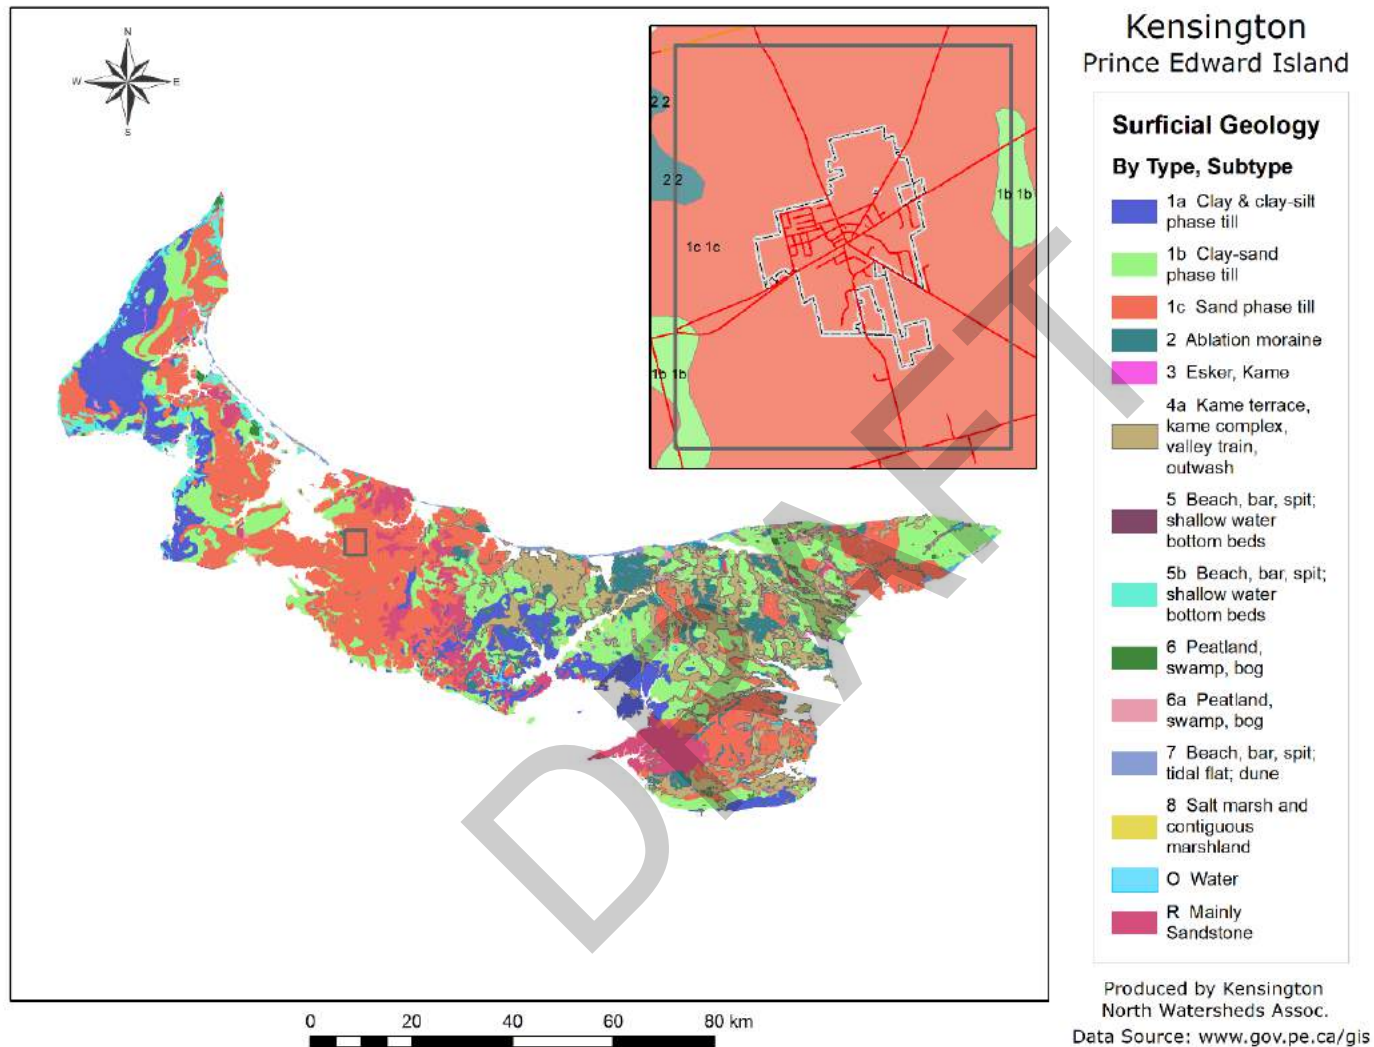 Kensington
Prince Edward Island
N
W
E
S
2 2
2 2
1b 1b
1c 1c
1b 1b
Surficial Geology
By Type, Subtype
1a Clay & clay-silt
phase till
1b Clay-sand
phase till
1c Sand phase till
2 Ablation moraine
3 Esker, Kame
4a Kame terrace,
kame complex,
valley train,
outwash
5 Beach, bar, spit;
shallow water
bottom beds
5b Beach, bar, spit;
shallow water
bottom beds
6 Peatland,
swamp, bog
6a Peatland,
swamp, bog
7 Beach, bar, spit;
tidal flat; dune
8 Salt marsh and
contiguous
marshland
O Water
R Mainly
Sandstone
DRAFT
0 20 40 60 80 km
Produced by Kensington
North Watersheds Assoc.
Data Source: www.gov.pe.ca/gis